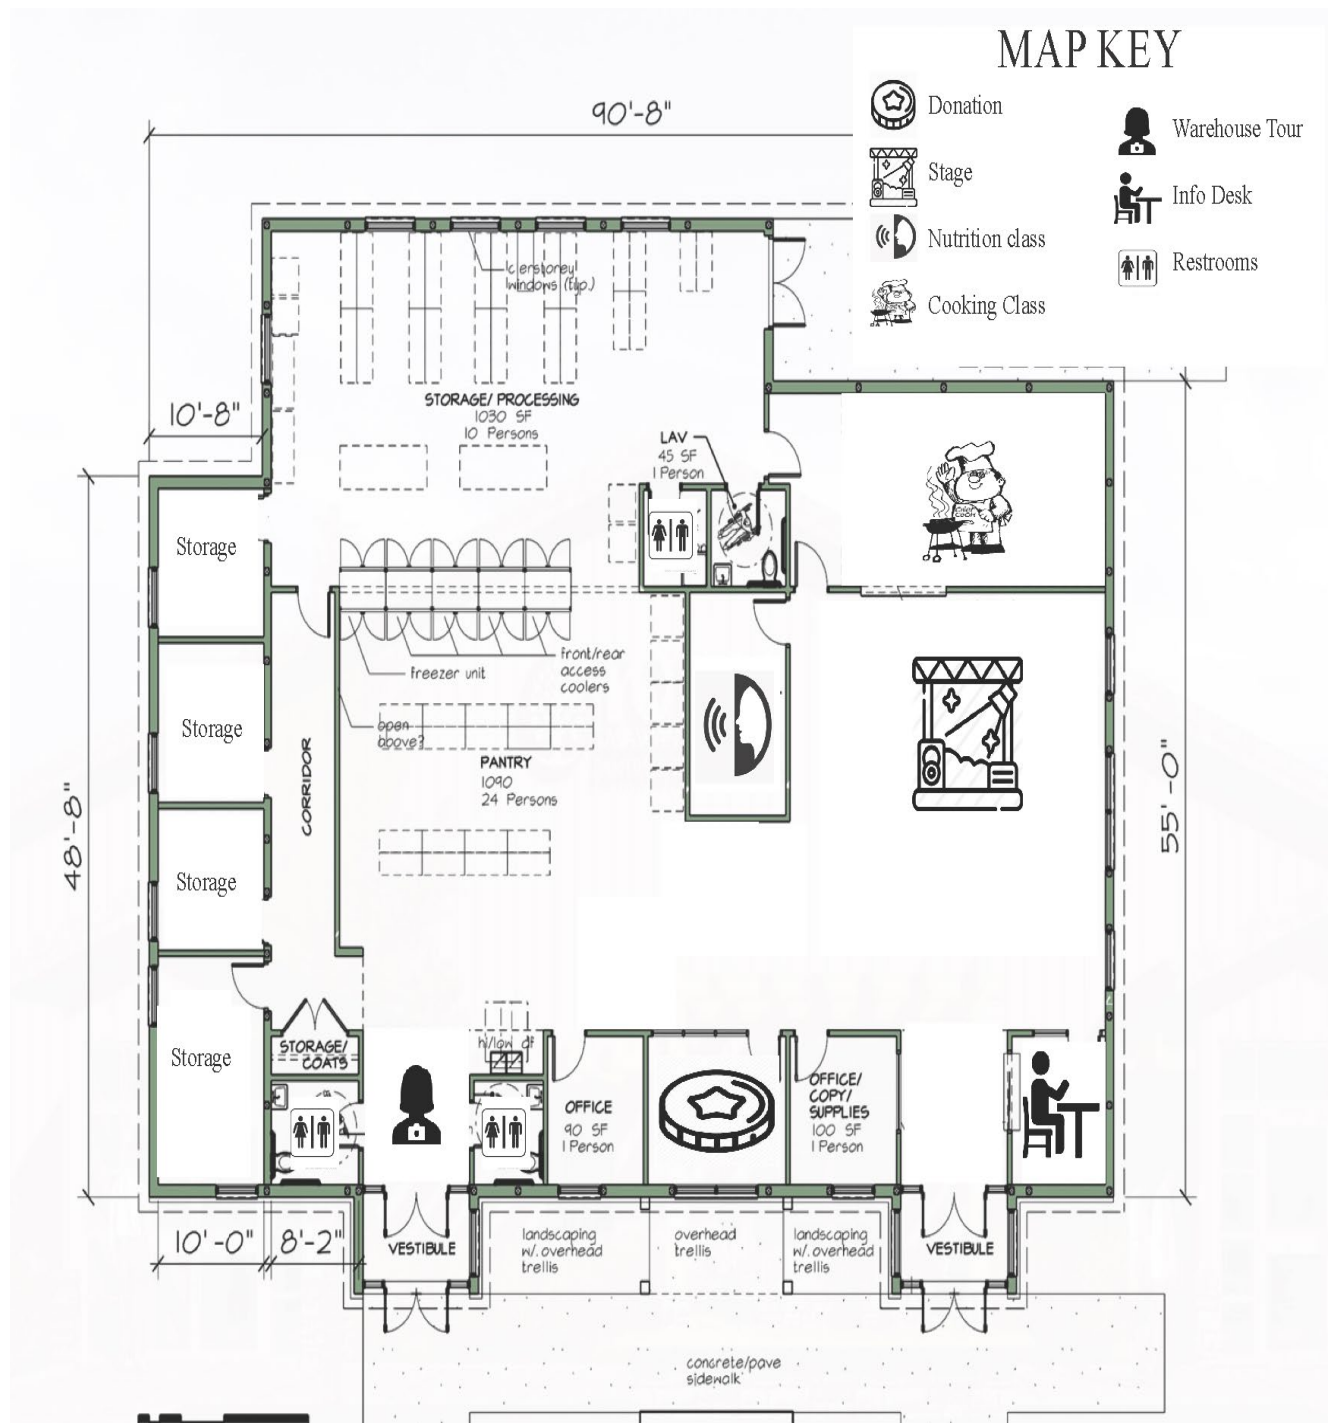 MAP KEY
Donation
Stage
Nutrition class
Cooking Class
Warehouse Tour
Info Desk
Restrooms
90'-8"
clerstorey
windows (typ.)
STORAGE/ PROCESSING
1030 SF
10 Persons
10'-8"
LAV
45 SF
1 Person
Storage
Storage
Storage
Storage
freezer unit
front/rear
access
coolers
open
above?
PANTRY
1090
24 Persons
CORRIDOR
48'-8"
55'-0"
STORAGE/
COATS
hi/low df
OFFICE
90 SF
1 Person
OFFICE/
COPY/
SUPPLIES
100 SF
1 Person
10'-0"
8'-2"
VESTIBULE
landscaping
w/. overhead
trellis
overhead
trellis
landscaping
w/. overhead
trellis
VESTIBULE
concrete/pave
sidewalk